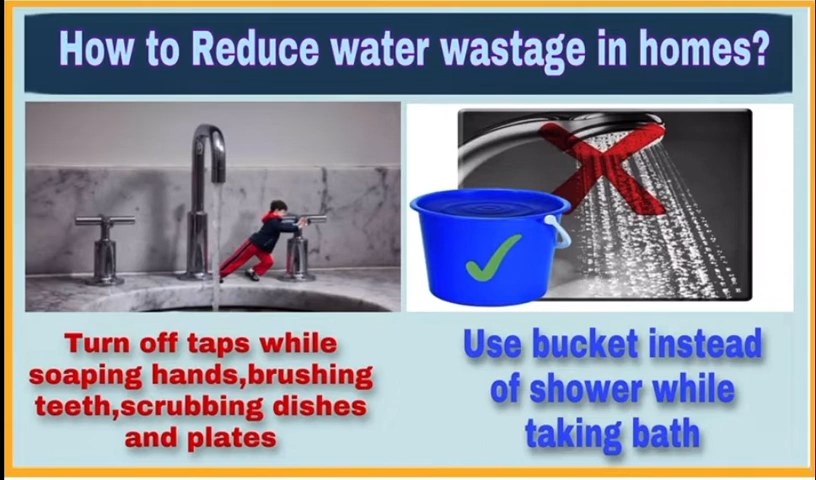 How to Reduce water wastage in homes?
Turn off taps while
soaping hands,brushing
teeth,scrubbing dishes
and plates
Use bucket instead
of shower while
taking bath